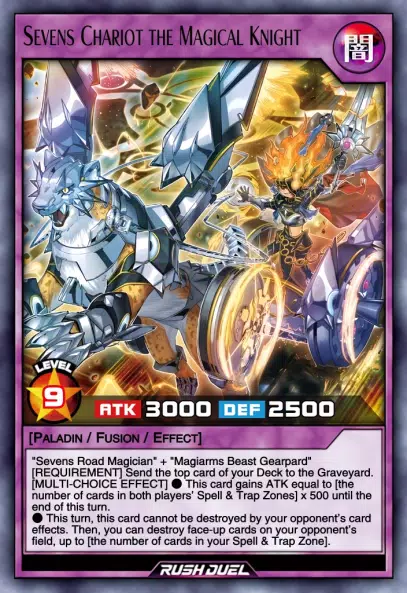 SEVENS CHARIOT THE MAGICAL KNIGHT
闇
LEVEL
9
ATK 3000 DEF 2500
[PALADIN / FUSION / EFFECT]
"Sevens Road Magician" + "Magiarms Beast Gearpard"
[REQUIREMENT] Send the top card of your Deck to the Graveyard.
[MULTI-CHOICE EFFECT] ● This card gains ATK equal to [the
number of cards in both players' Spell & Trap Zones] x 500 until the
end of this turn.
● This turn, this card cannot be destroyed by your opponent's card
effects. Then, you can destroy face-up cards on your opponent's
field, up to [the number of cards in your Spell & Trap Zone].
RUSH DUEL